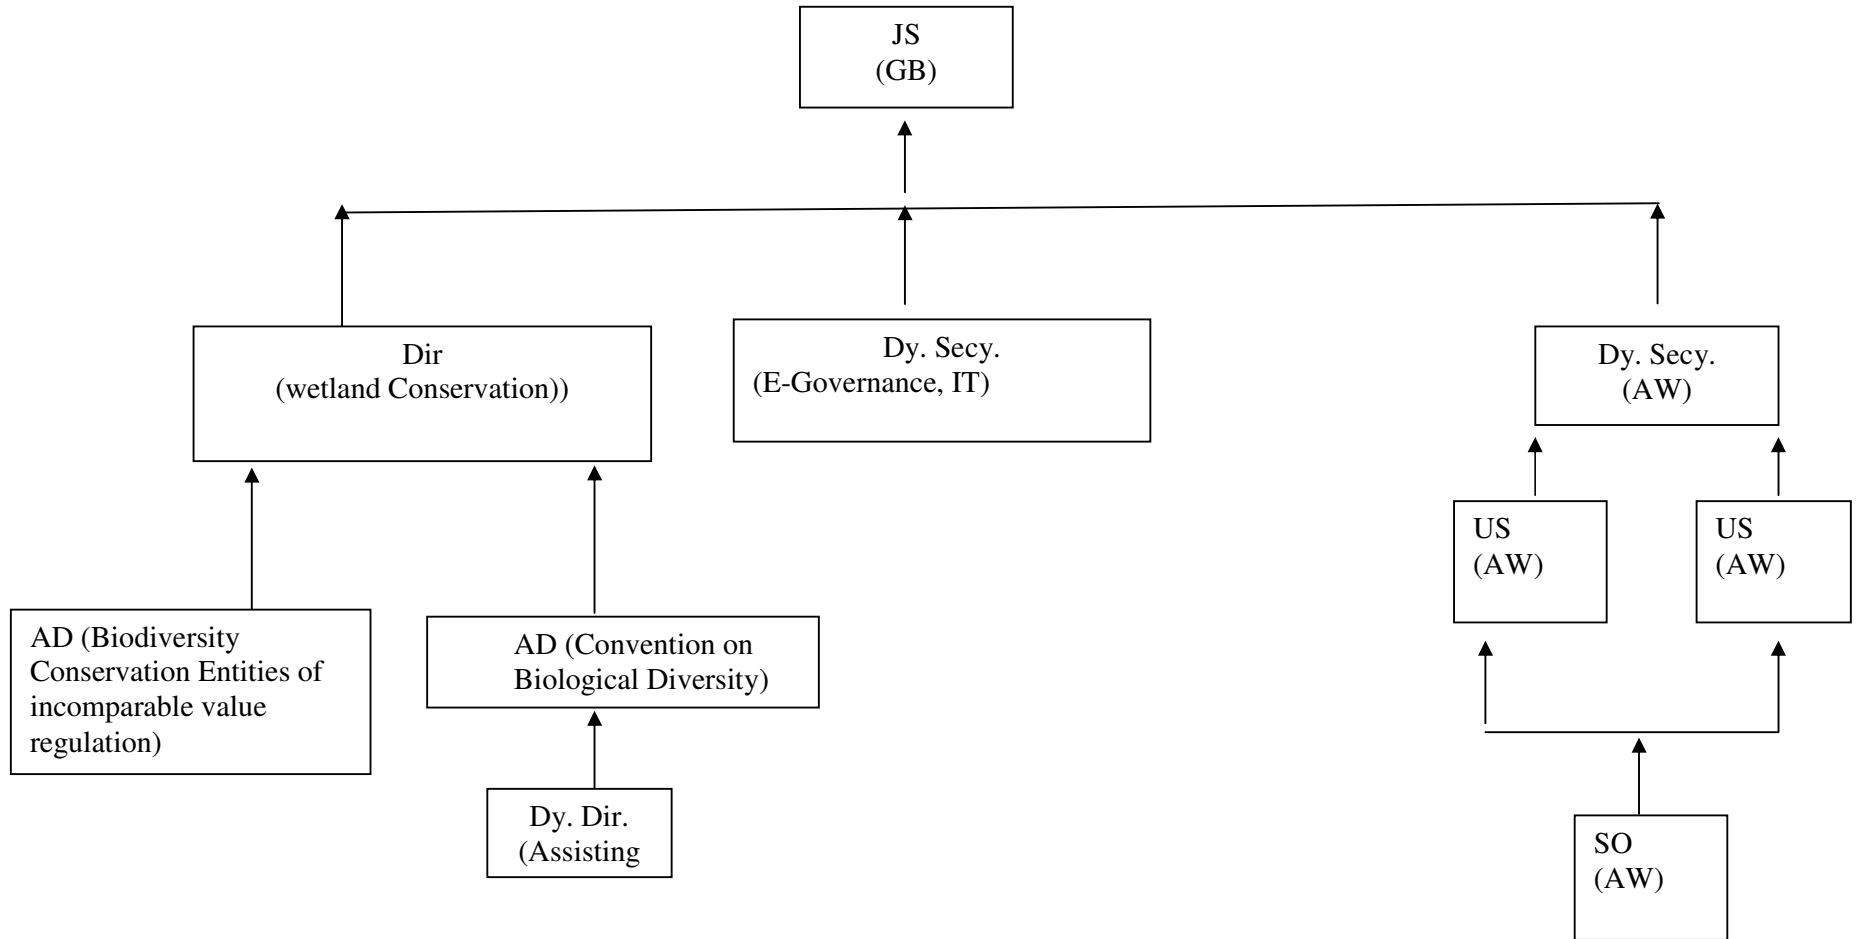 JS
(GB)
Dir
(wetland Conservation))
Dy. Secy.
(E-Governance, IT)
Dy. Secy.
(AW)
US
(AW)
US
(AW)
AD (Biodiversity
Conservation Entities of
incomparable value
regulation)
AD (Convention on
Biological Diversity)
Dy. Dir.
(Assisting
SO
(AW)